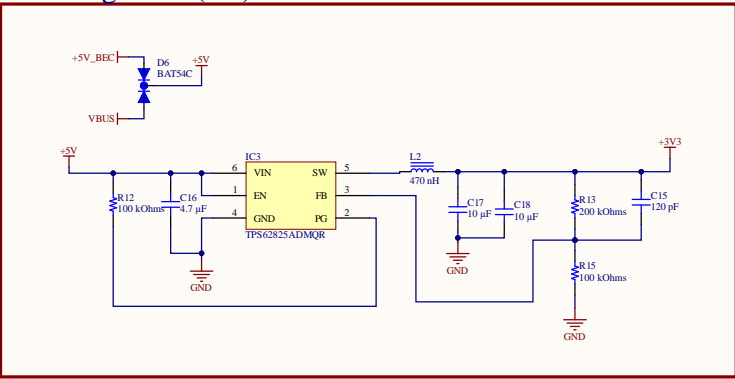 +5V_BEC
D6
BAT54C
+5V
VBUS
+5V
IC3
L2
+3V3
6
VIN
SW
5
470 nH
R12
100 kOhms
C16
4.7 µF
1
EN
FB
3
C17
10 µF
C18
10 µF
R13
200 kOhms
C15
120 pF
4
GND
PG
2
TPS62825ADMQR
GND
GND
R15
100 kOhms
GND